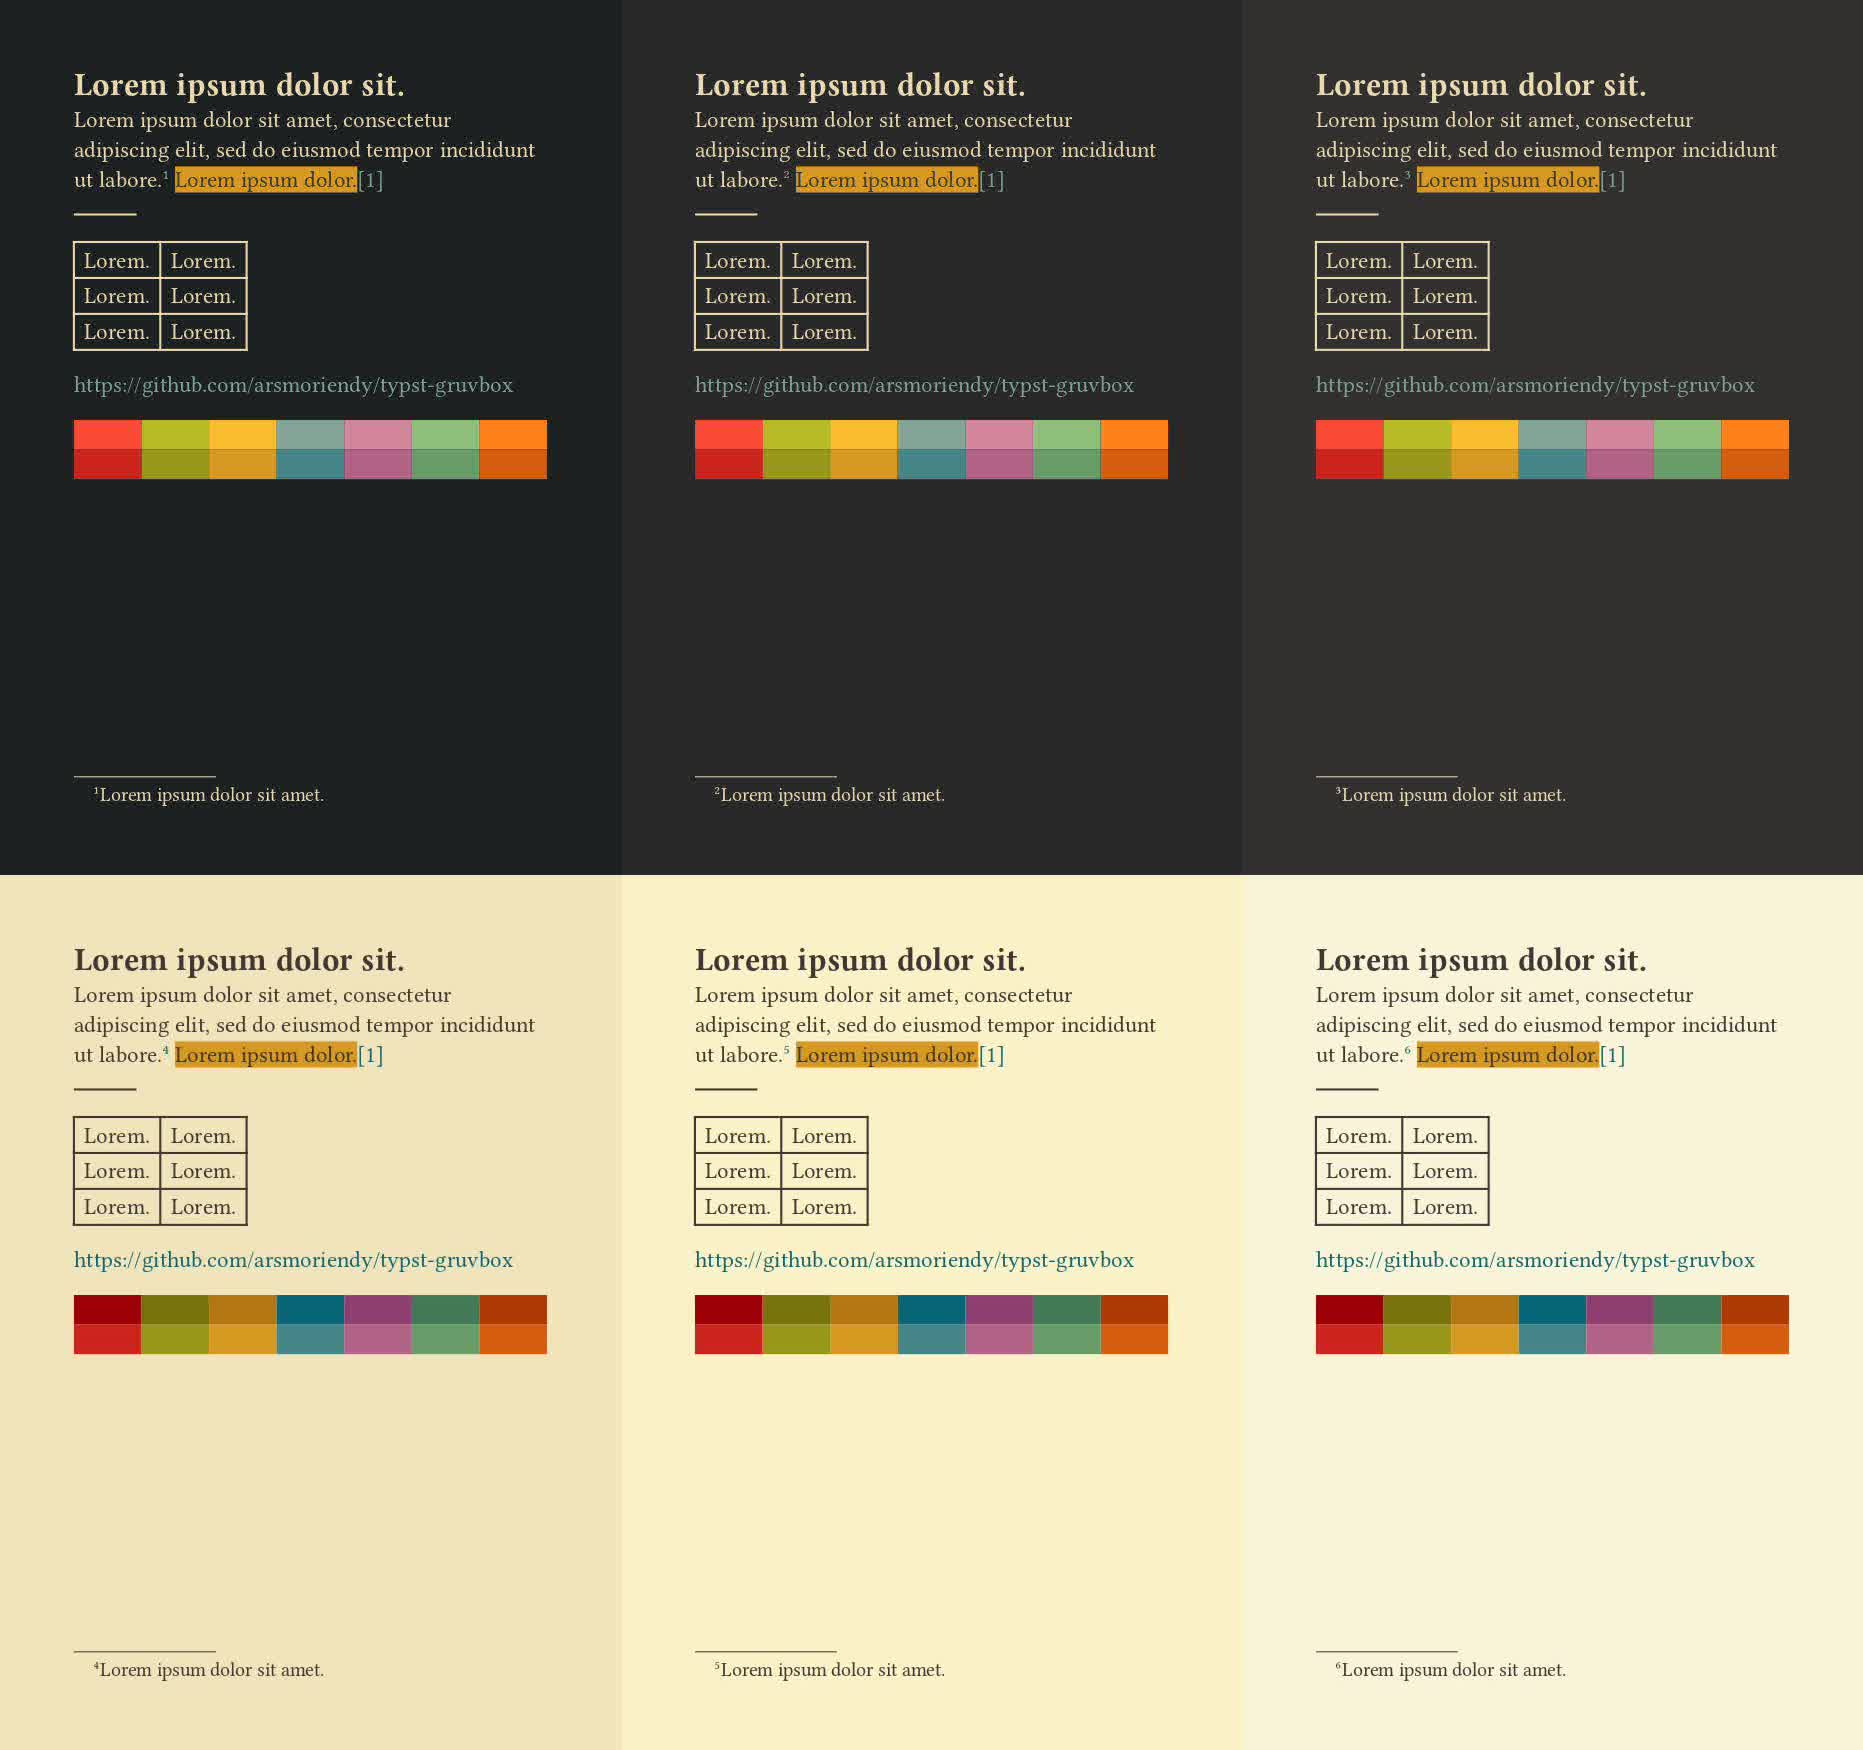 Lorem ipsum dolor sit.
Lorem ipsum dolor sit amet, consectetur
adipiscing elit, sed do eiusmod tempor incididunt
ut labore.¹ Lorem ipsum dolor.[1]
Lorem. Lorem.
Lorem. Lorem.
Lorem. Lorem.
https://github.com/arsmoriendy/typst-gruvbox
¹Lorem ipsum dolor sit amet.
Lorem ipsum dolor sit.
Lorem ipsum dolor sit amet, consectetur
adipiscing elit, sed do eiusmod tempor incididunt
ut labore.² Lorem ipsum dolor.[1]
Lorem. Lorem.
Lorem. Lorem.
Lorem. Lorem.
https://github.com/arsmoriendy/typst-gruvbox
²Lorem ipsum dolor sit amet.
Lorem ipsum dolor sit.
Lorem ipsum dolor sit amet, consectetur
adipiscing elit, sed do eiusmod tempor incididunt
ut labore.³ Lorem ipsum dolor.[1]
Lorem. Lorem.
Lorem. Lorem.
Lorem. Lorem.
https://github.com/arsmoriendy/typst-gruvbox
³Lorem ipsum dolor sit amet.
Lorem ipsum dolor sit.
Lorem ipsum dolor sit amet, consectetur
adipiscing elit, sed do eiusmod tempor incididunt
ut labore.⁴ Lorem ipsum dolor.[1]
Lorem. Lorem.
Lorem. Lorem.
Lorem. Lorem.
https://github.com/arsmoriendy/typst-gruvbox
⁴Lorem ipsum dolor sit amet.
Lorem ipsum dolor sit.
Lorem ipsum dolor sit amet, consectetur
adipiscing elit, sed do eiusmod tempor incididunt
ut labore.⁵ Lorem ipsum dolor.[1]
Lorem. Lorem.
Lorem. Lorem.
Lorem. Lorem.
https://github.com/arsmoriendy/typst-gruvbox
⁵Lorem ipsum dolor sit amet.
Lorem ipsum dolor sit.
Lorem ipsum dolor sit amet, consectetur
adipiscing elit, sed do eiusmod tempor incididunt
ut labore.⁶ Lorem ipsum dolor.[1]
Lorem. Lorem.
Lorem. Lorem.
Lorem. Lorem.
https://github.com/arsmoriendy/typst-gruvbox
⁶Lorem ipsum dolor sit amet.